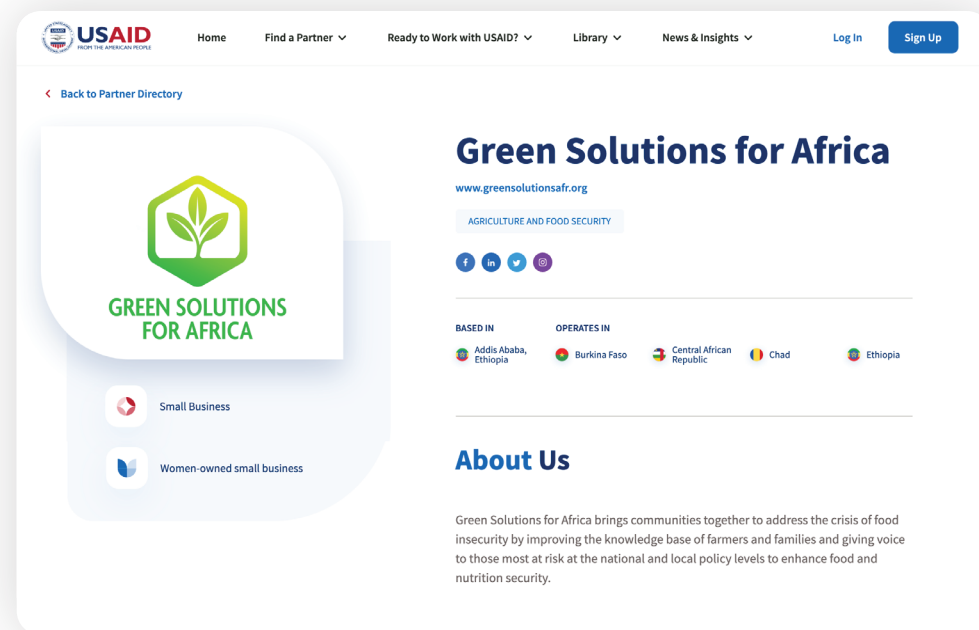 USAID
FROM THE AMERICAN PEOPLE
Home
Find a Partner
Ready to Work with USAID?
Library
News & Insights
Log In
Sign Up
Back to Partner Directory
GREEN SOLUTIONS
FOR AFRICA
Small Business
Women-owned small business
Green Solutions for Africa
www.greensolutionsafr.org
AGRICULTURE AND FOOD SECURITY
BASED IN
OPERATES IN
Addis Ababa,
Ethiopia
Burkina Faso
Central African
Republic
Chad
Ethiopia
About Us
Green Solutions for Africa brings communities together to address the crisis of food
insecurity by improving the knowledge base of farmers and families and giving voice
to those most at risk at the national and local policy levels to enhance food and
nutrition security.